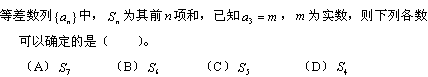 等差数列{aₙ}中，Sₙ为其前n项和，已知a₃=m，m为实数，则下列各数
可以确定的是（ ）。
（A）S₇ （B）S₆ （C）S₅ （D）S₄